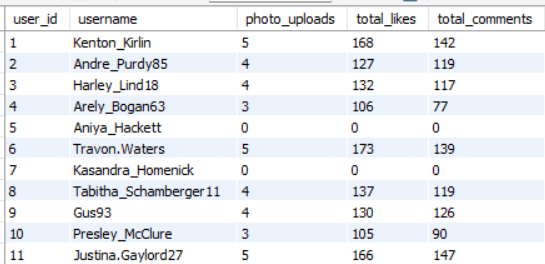 user_id username photo_uploads total_likes total_comments
1 Kenton_Kirlin 5 168 142
2 Andre_Purdy85 4 127 119
3 Harley_Lind18 4 132 117
4 Arely_Bogan63 3 106 77
5 Aniya_Hackett 0 0 0
6 Travon.Waters 5 173 139
7 Kasandra_Homenick 0 0 0
8 Tabitha_Schamberger11 4 137 119
9 Gus93 4 130 126
10 Presley_McClure 3 105 90
11 Justina.Gaylord27 5 166 147